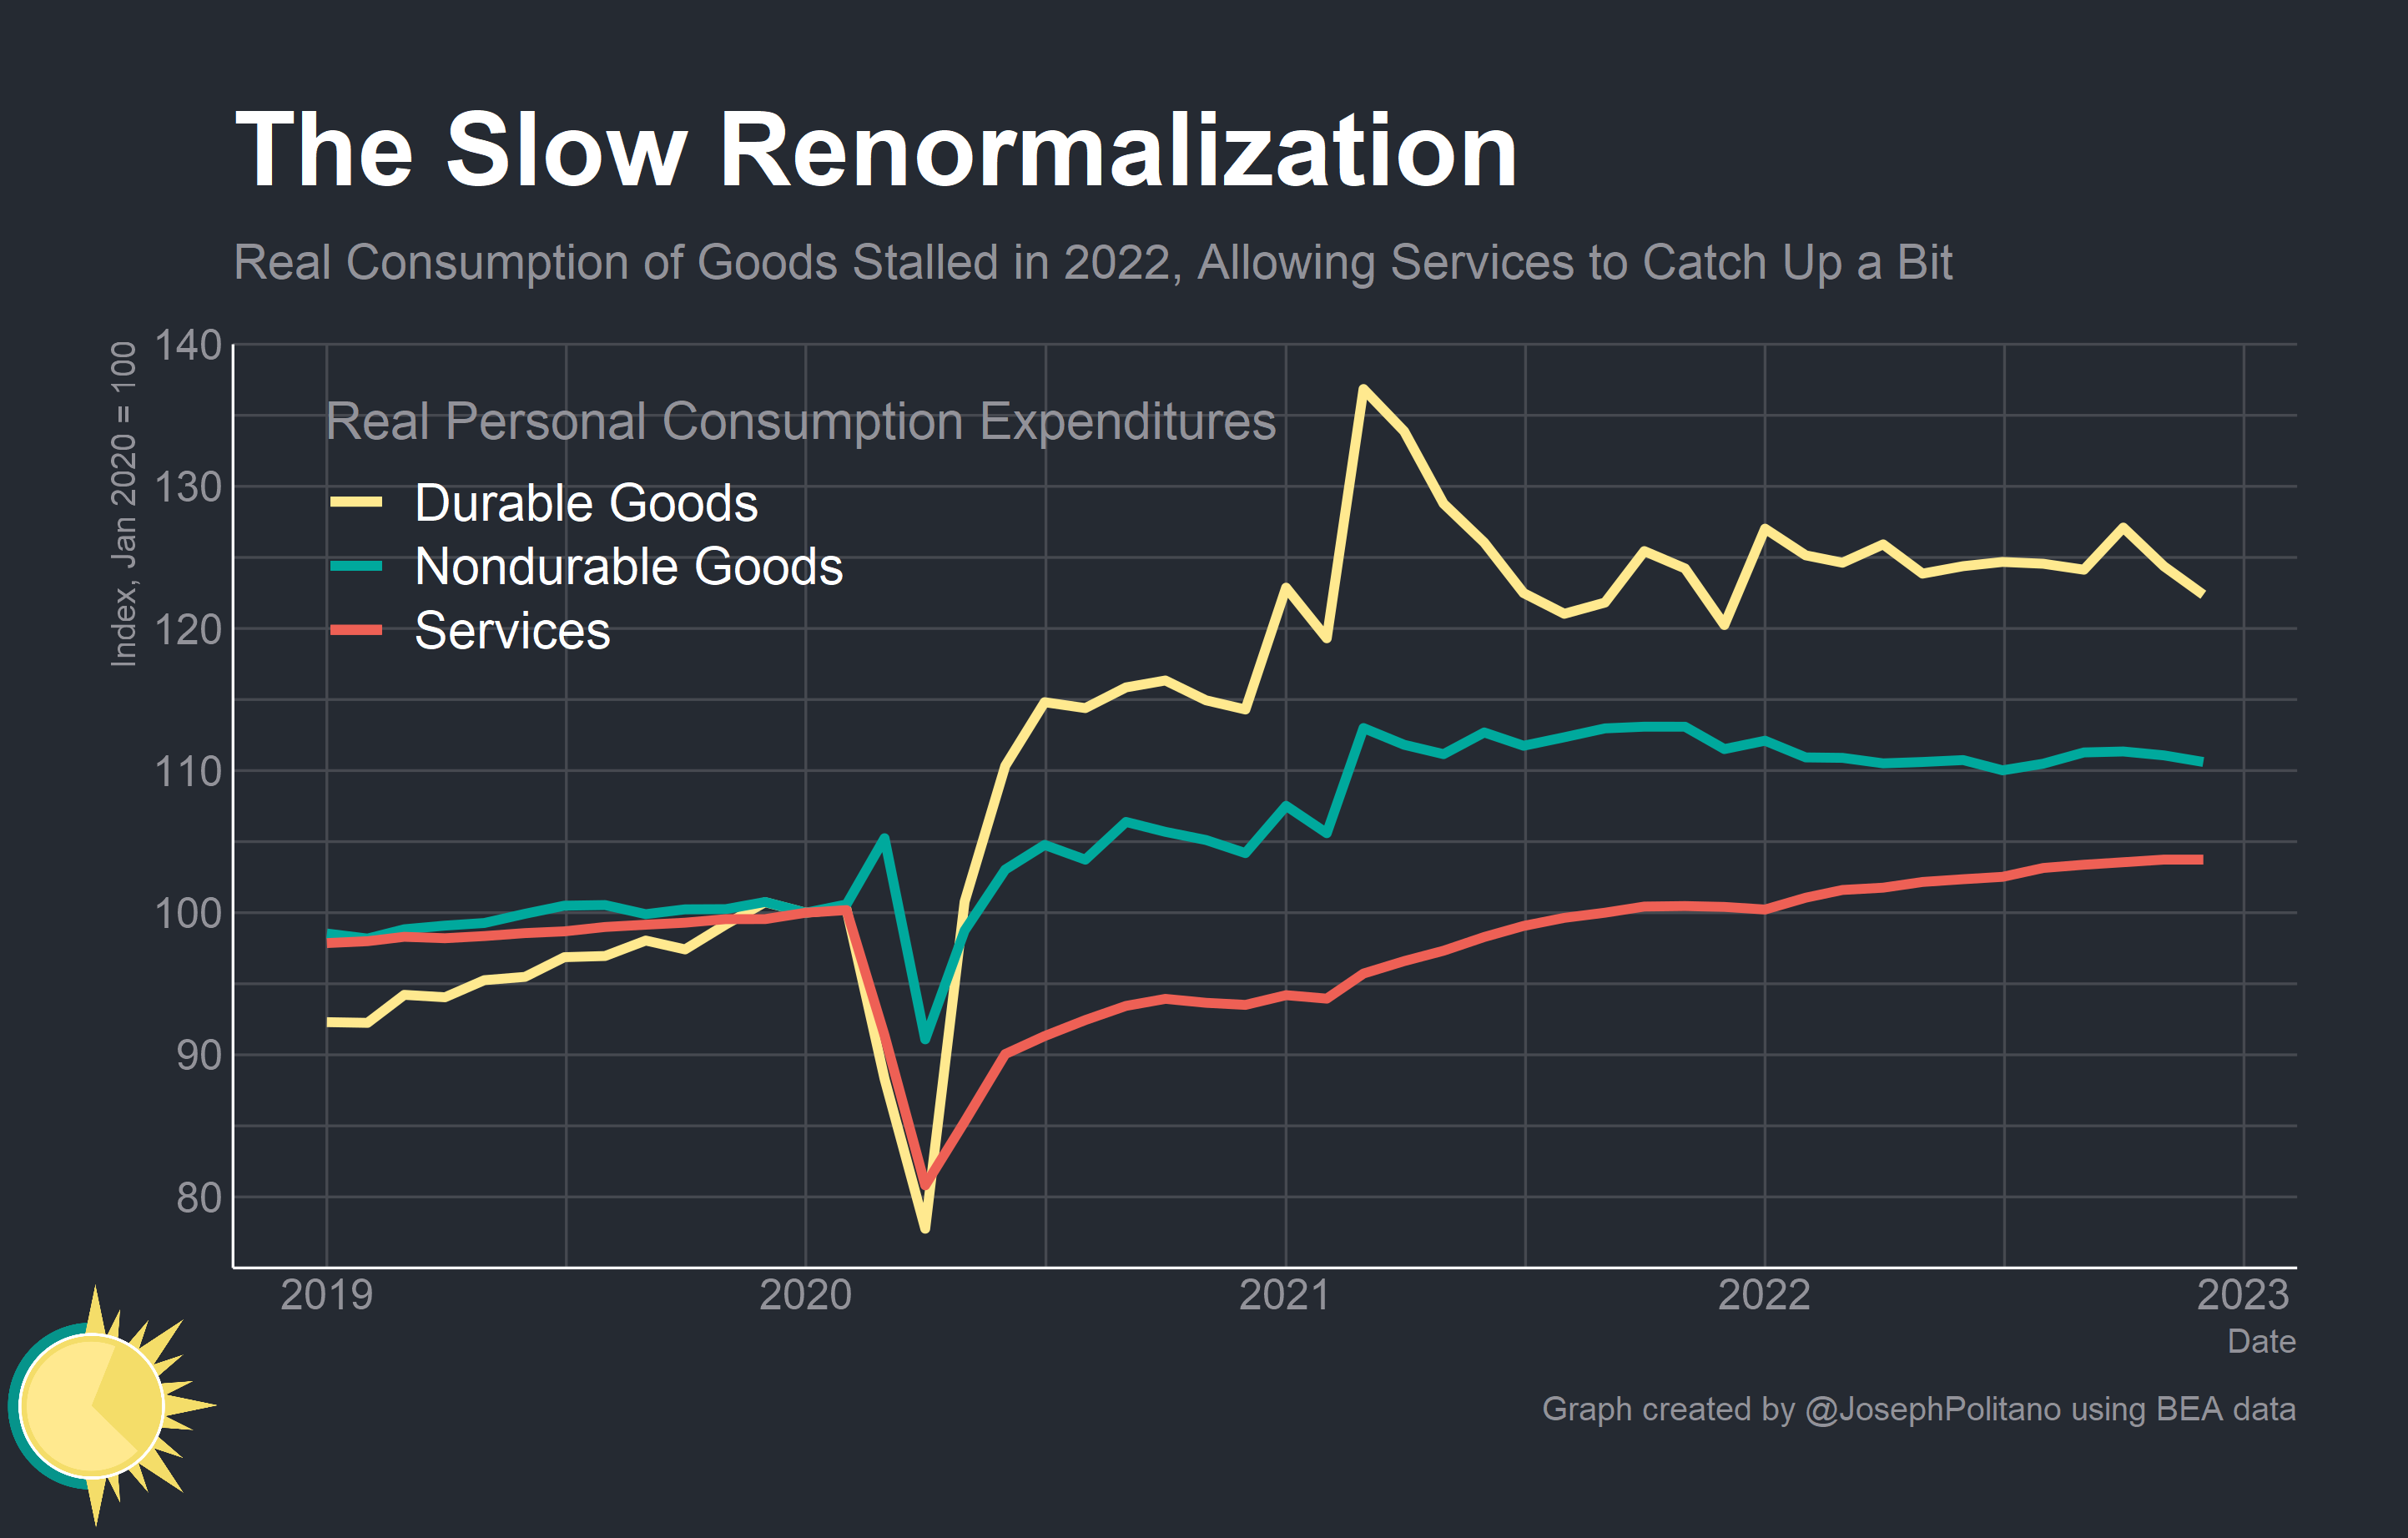 The Slow Renormalization
Real Consumption of Goods Stalled in 2022, Allowing Services to Catch Up a Bit
Index, Jan 2020 = 100
140
130
120
110
100
90
80
Real Personal Consumption Expenditures
Durable Goods
Nondurable Goods
Services
2019 2020 2021 2022 2023
Date
Graph created by @JosephPolitano using BEA data